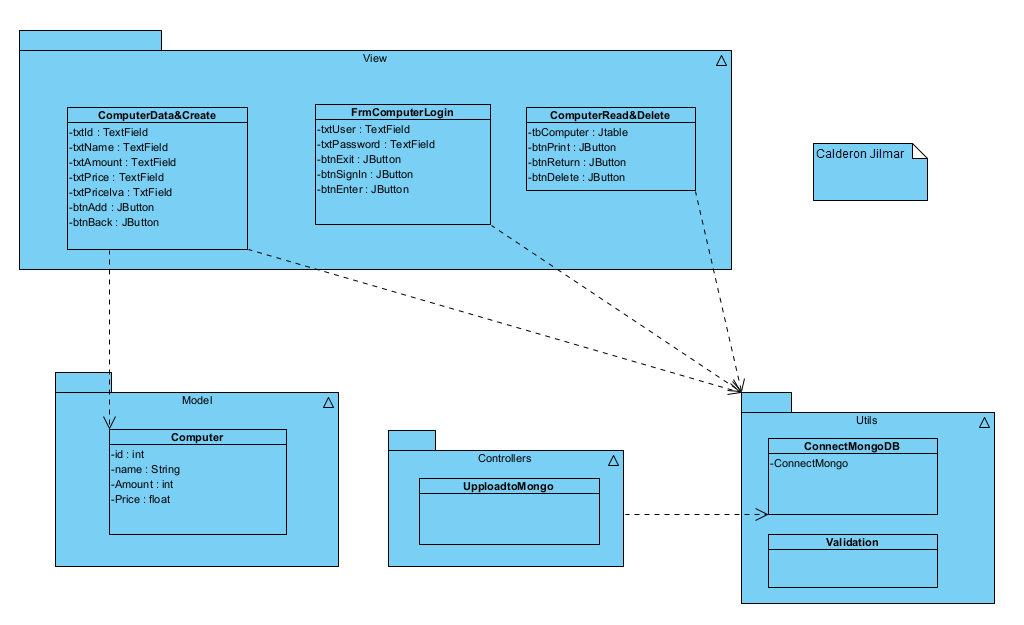 View
ComputerData&Create
-txtId : TextField
-txtName : TextField
-txtAmount : TextField
-txtPrice : TextField
-txtPriceIva : TxtField
-btnAdd : JButton
-btnBack : JButton
FrmComputerLogin
-txtUser : TextField
-txtPassword : TextField
-btnExit : JButton
-btnSignIn : JButton
-btnEnter : JButton
ComputerRead&Delete
-tbComputer : Jtable
-btnPrint : JButton
-btnReturn : JButton
-btnDelete : JButton
Calderon Jilmar
Model
Computer
-id : int
-name : String
-Amount : int
-Price : float
Controllers
UpploadtoMongo
Utils
ConnectMongoDB
-ConnectMongo
Validation